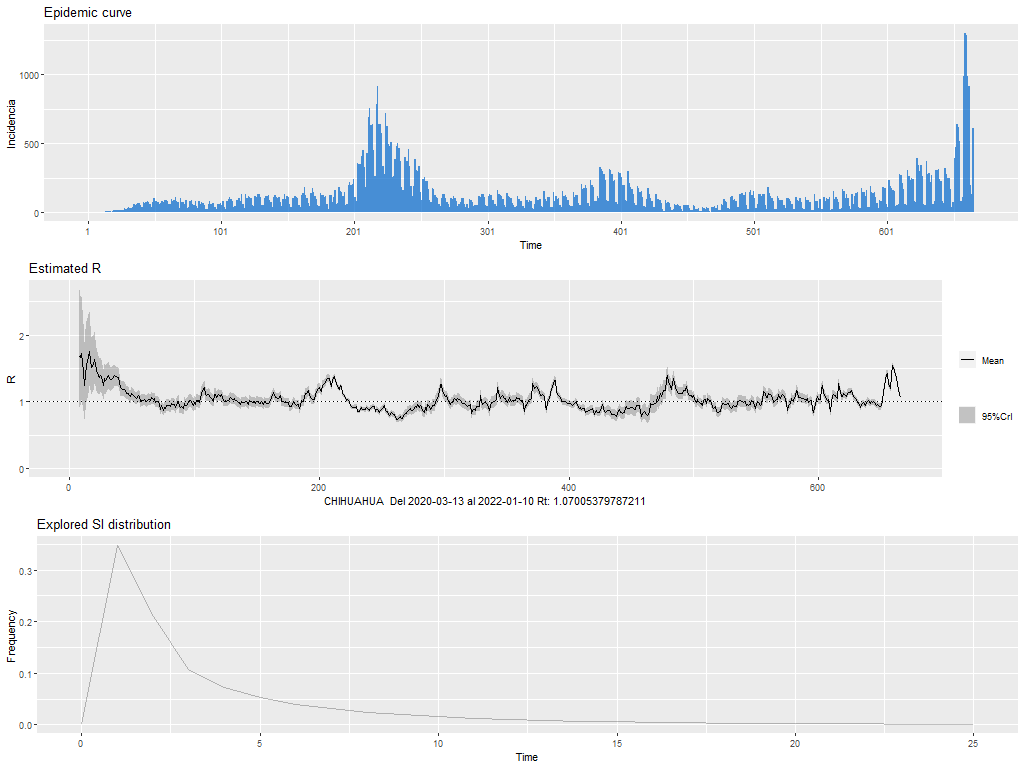 Epidemic curve
1000
500
0
Incidencia
1 101 201 301 401 501 601
Time
Estimated R
2
1
0
R
Mean
95%CrI
0 200 400 600
CHIHUAHUA Del 2020-03-13 al 2022-01-10 Rt: 1.07005379787211
Explored SI distribution
0.3
0.2
0.1
0.0
Frequency
0 5 10 15 20 25
Time